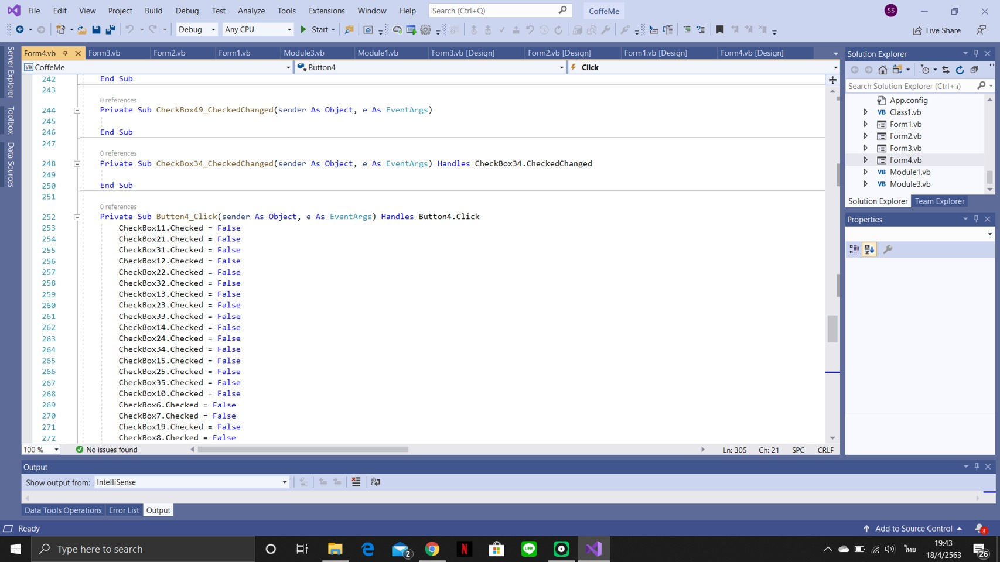 File Edit View Project Build Debug Test Analyze Tools Extensions Window Help Search (Ctrl+Q) CoffeMe SS
Debug Any CPU Start Live Share
Form4.vb Form3.vb Form2.vb Form1.vb Module3.vb Module1.vb Form3.vb [Design] Form2.vb [Design] Form1.vb [Design] Form4.vb [Design]
VB CoffeMe Button4 Click
242 End Sub
243
0 references
244 Private Sub CheckBox49_CheckedChanged(sender As Object, e As EventArgs)
245
246 End Sub
247
0 references
248 Private Sub CheckBox34_CheckedChanged(sender As Object, e As EventArgs) Handles CheckBox34.CheckedChanged
249
250 End Sub
251
0 references
252 Private Sub Button4_Click(sender As Object, e As EventArgs) Handles Button4.Click
253 CheckBox11.Checked = False
254 CheckBox21.Checked = False
255 CheckBox31.Checked = False
256 CheckBox12.Checked = False
257 CheckBox22.Checked = False
258 CheckBox32.Checked = False
259 CheckBox13.Checked = False
260 CheckBox23.Checked = False
261 CheckBox33.Checked = False
262 CheckBox14.Checked = False
263 CheckBox24.Checked = False
264 CheckBox34.Checked = False
265 CheckBox15.Checked = False
266 CheckBox25.Checked = False
267 CheckBox35.Checked = False
268 CheckBox10.Checked = False
269 CheckBox6.Checked = False
270 CheckBox7.Checked = False
271 CheckBox19.Checked = False
272 CheckBox8.Checked = False
100 % No issues found Ln: 305 Ch: 21 SPC CRLF
Server Explorer
Toolbox
Data Sources
Solution Explorer
Search Solution Explorer (Ctrl+ว)
App.config
VB Class1.vb
Form1.vb
Form2.vb
Form3.vb
Form4.vb
VB Module1.vb
VB Module3.vb
Solution Explorer Team Explorer
Properties
Output
Show output from: IntelliSense
Data Tools Operations Error List Output
Ready Add to Source Control 3
Type here to search 2 N LINE ไทย 19:43
18/4/2563 26